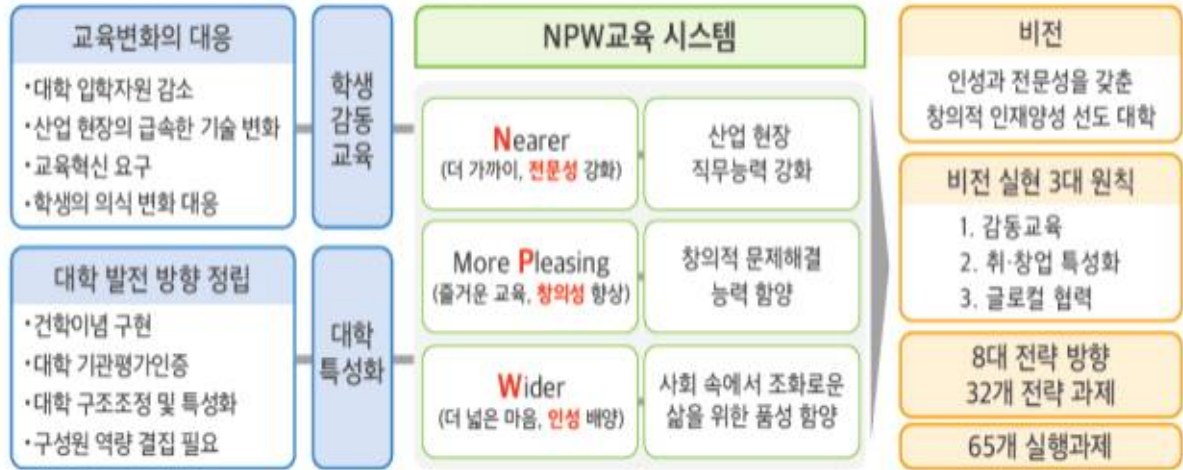 교육변화의 대응
•대학 입학자원 감소
•산업 현장의 급속한 기술 변화
•교육혁신 요구
•학생의 의식 변화 대응
대학 발전 방향 정립
•건학이념 구현
•대학 기관평가인증
•대학 구조조정 및 특성화
•구성원 역량 결집 필요
학생
감동
교육
대학
특성화
NPW교육 시스템
Nearer
(더 가까이, 전문성 강화)
산업 현장
직무능력 강화
More Pleasing
(즐거운 교육, 창의성 향상)
창의적 문제해결
능력 함양
Wider
(더 넓은 마음, 인성 배양)
사회 속에서 조화로운
삶을 위한 품성 함양
비전
인성과 전문성을 갖춘
창의적 인재양성 선도 대학
비전 실현 3대 원칙
1. 감동교육
2. 취·창업 특성화
3. 글로컬 협력
8대 전략 방향
32개 전략 과제
65개 실행과제